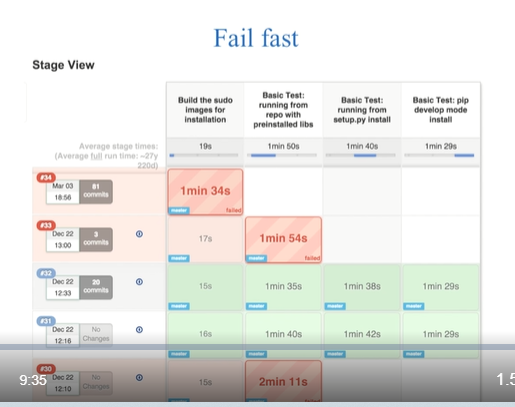 Fail fast
Stage View
Build the sudo images for installation
Basic Test: running from repo with preinstalled libs
Basic Test: running from setup.py install
Basic Test: pip develop mode install
Average stage times:
(Average full run time: ~27y 220d)
19s
1min 50s
1min 40s
1min 29s
#34
Mar 03
18:56
81 commits
1min 34s
master
failed
#33
Dec 22
13:00
3 commits
17s
master
1min 54s
master
failed
#32
Dec 22
12:33
20 commits
15s
master
1min 35s
master
1min 38s
master
1min 29s
master
#31
Dec 22
12:16
No Changes
16s
master
1min 40s
master
1min 42s
master
1min 29s
master
#30
Dec 22
12:10
No Changes
15s
master
2min 11s
master
failed
9:35